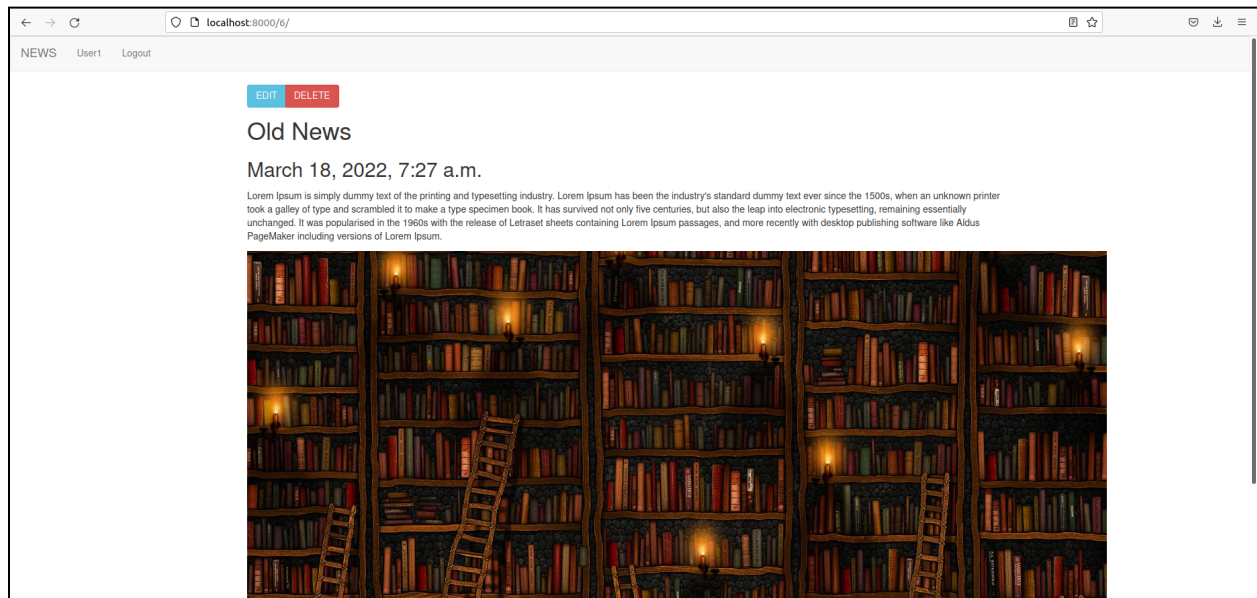 localhost:8000/6/
NEWS User1 Logout
EDIT DELETE
Old News
March 18, 2022, 7:27 a.m.
Lorem Ipsum is simply dummy text of the printing and typesetting industry. Lorem Ipsum has been the industry's standard dummy text ever since the 1500s, when an unknown printer
took a galley of type and scrambled it to make a type specimen book. It has survived not only five centuries, but also the leap into electronic typesetting, remaining essentially
unchanged. It was popularised in the 1960s with the release of Letraset sheets containing Lorem Ipsum passages, and more recently with desktop publishing software like Aldus
PageMaker including versions of Lorem Ipsum.